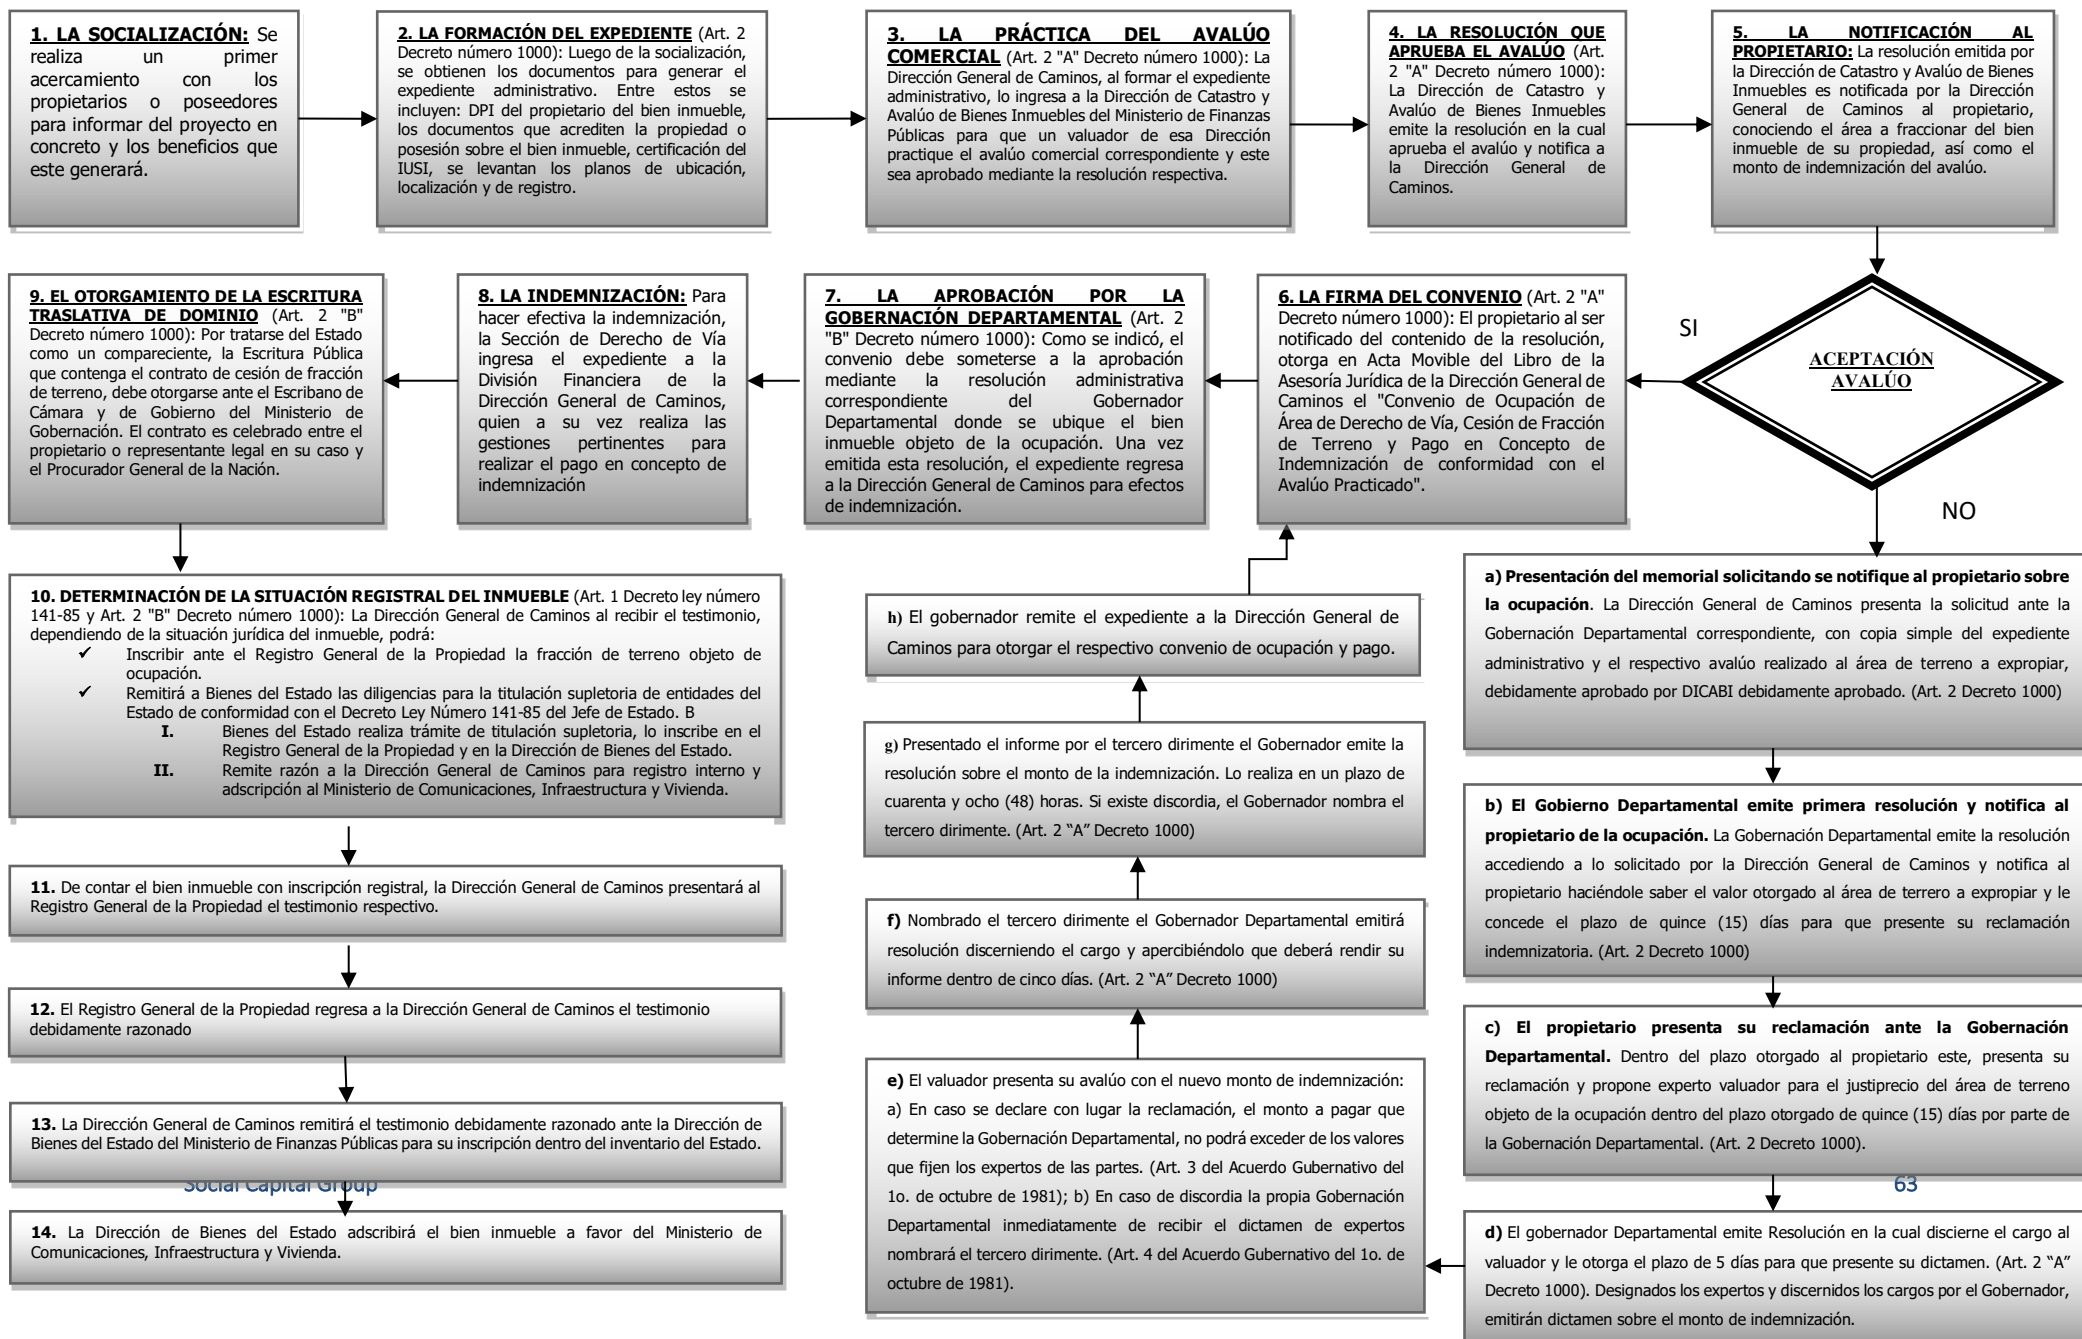 1. LA SOCIALIZACIÓN: Se
realiza un primer
acercamiento con los
propietarios o poseedores
para informar del proyecto en
concreto y los beneficios que
este generará.
2. LA FORMACIÓN DEL EXPEDIENTE (Art. 2
Decreto número 1000): Luego de la socialización,
se obtienen los documentos para generar el
expediente administrativo. Entre estos se
incluyen: DPI del propietario del bien inmueble,
los documentos que acrediten la propiedad o
posesión sobre el bien inmueble, certificación del
IUSI, se levantan los planos de ubicación,
localización y de registro.
3. LA PRÁCTICA DEL AVALÚO
COMERCIAL (Art. 2 "A" Decreto número 1000): La
Dirección General de Caminos, al formar el expediente
administrativo, lo ingresa a la Dirección de Catastro y
Avalúo de Bienes Inmuebles del Ministerio de Finanzas
Públicas para que un valuador de esa Dirección
practique el avalúo comercial correspondiente y este
sea aprobado mediante la resolución respectiva.
4. LA RESOLUCIÓN QUE
APRUEBA EL AVALÚO (Art.
2 "A" Decreto número 1000):
La Dirección de Catastro y
Avalúo de Bienes Inmuebles
emite la resolución en la cual
aprueba el avalúo y notifica a
la Dirección General de
Caminos.
5. LA NOTIFICACIÓN AL
PROPIETARIO: La resolución emitida por
la Dirección de Catastro y Avalúo de Bienes
Inmuebles es notificada por la Dirección
General de Caminos al propietario,
conociendo el área a fraccionar del bien
inmueble de su propiedad, así como el
monto de indemnización del avalúo.
ACEPTACIÓN
AVALÚO
SI
NO
6. LA FIRMA DEL CONVENIO (Art. 2 "A"
Decreto número 1000): El propietario al ser
notificado del contenido de la resolución,
otorga en Acta Movible del Libro de la
Asesoría Jurídica de la Dirección General de
Caminos el "Convenio de Ocupación de
Área de Derecho de Vía, Cesión de Fracción
de Terreno y Pago en Concepto de
Indemnización de conformidad con el
Avalúo Practicado".
7. LA APROBACIÓN POR LA
GOBERNACIÓN DEPARTAMENTAL (Art. 2
"B" Decreto número 1000): Como se indicó, el
convenio debe someterse a la aprobación
mediante la resolución administrativa
correspondiente del Gobernador
Departamental donde se ubique el bien
inmueble objeto de la ocupación. Una vez
emitida esta resolución, el expediente regresa
a la Dirección General de Caminos para efectos
de indemnización.
8. LA INDEMNIZACIÓN: Para
hacer efectiva la indemnización,
la Sección de Derecho de Vía
ingresa el expediente a la
División Financiera de la
Dirección General de Caminos,
quien a su vez realiza las
gestiones pertinentes para
realizar el pago en concepto de
indemnización
9. EL OTORGAMIENTO DE LA ESCRITURA
TRASLATIVA DE DOMINIO (Art. 2 "B"
Decreto número 1000): Por tratarse del Estado
como un compareciente, la Escritura Pública
que contenga el contrato de cesión de fracción
de terreno, debe otorgarse ante el Escribano de
Cámara y de Gobierno del Ministerio de
Gobernación. El contrato es celebrado entre el
propietario o representante legal en su caso y
el Procurador General de la Nación.
10. DETERMINACIÓN DE LA SITUACIÓN REGISTRAL DEL INMUEBLE (Art. 1 Decreto ley número
141-85 y Art. 2 "B" Decreto número 1000): La Dirección General de Caminos al recibir el testimonio,
dependiendo de la situación jurídica del inmueble, podrá:
✓ Inscribir ante el Registro General de la Propiedad la fracción de terreno objeto de
ocupación.
✓ Remitirá a Bienes del Estado las diligencias para la titulación supletoria de entidades del
Estado de conformidad con el Decreto Ley Número 141-85 del Jefe de Estado. B
I. Bienes del Estado realiza trámite de titulación supletoria, lo inscribe en el
Registro General de la Propiedad y en la Dirección de Bienes del Estado.
II. Remite razón a la Dirección General de Caminos para registro interno y
adscripción al Ministerio de Comunicaciones, Infraestructura y Vivienda.
11. De contar el bien inmueble con inscripción registral, la Dirección General de Caminos presentará al
Registro General de la Propiedad el testimonio respectivo.
12. El Registro General de la Propiedad regresa a la Dirección General de Caminos el testimonio
debidamente razonado
13. La Dirección General de Caminos remitirá el testimonio debidamente razonado ante la Dirección de
Bienes del Estado del Ministerio de Finanzas Públicas para su inscripción dentro del inventario del Estado.
Social Capital Group
14. La Dirección de Bienes del Estado adscribirá el bien inmueble a favor del Ministerio de
Comunicaciones, Infraestructura y Vivienda.
a) Presentación del memorial solicitando se notifique al propietario sobre
la ocupación. La Dirección General de Caminos presenta la solicitud ante la
Gobernación Departamental correspondiente, con copia simple del expediente
administrativo y el respectivo avalúo realizado al área de terreno a expropiar,
debidamente aprobado por DICABI debidamente aprobado. (Art. 2 Decreto 1000)
b) El Gobierno Departamental emite primera resolución y notifica al
propietario de la ocupación. La Gobernación Departamental emite la resolución
accediendo a lo solicitado por la Dirección General de Caminos y notifica al
propietario haciéndole saber el valor otorgado al área de terrero a expropiar y le
concede el plazo de quince (15) días para que presente su reclamación
indemnizatoria. (Art. 2 Decreto 1000)
c) El propietario presenta su reclamación ante la Gobernación
Departamental. Dentro del plazo otorgado al propietario este, presenta su
reclamación y propone experto valuador para el justiprecio del área de terreno
objeto de la ocupación dentro del plazo otorgado de quince (15) días por parte de
la Gobernación Departamental. (Art. 2 Decreto 1000).
63
d) El gobernador Departamental emite Resolución en la cual discierne el cargo al
valuador y le otorga el plazo de 5 días para que presente su dictamen. (Art. 2 “A”
Decreto 1000). Designados los expertos y discernidos los cargos por el Gobernador,
emitirán dictamen sobre el monto de indemnización.
e) El valuador presenta su avalúo con el nuevo monto de indemnización:
a) En caso se declare con lugar la reclamación, el monto a pagar que
determine la Gobernación Departamental, no podrá exceder de los valores
que fijen los expertos de las partes. (Art. 3 del Acuerdo Gubernativo del
1o. de octubre de 1981); b) En caso de discordia la propia Gobernación
Departamental inmediatamente de recibir el dictamen de expertos
nombrará el tercero dirimente. (Art. 4 del Acuerdo Gubernativo del 1o. de
octubre de 1981).
f) Nombrado el tercero dirimente el Gobernador Departamental emitirá
resolución discerniendo el cargo y apercibiéndolo que deberá rendir su
informe dentro de cinco días. (Art. 2 “A” Decreto 1000)
g) Presentado el informe por el tercero dirimente el Gobernador emite la
resolución sobre el monto de la indemnización. Lo realiza en un plazo de
cuarenta y ocho (48) horas. Si existe discordia, el Gobernador nombra el
tercero dirimente. (Art. 2 “A” Decreto 1000)
h) El gobernador remite el expediente a la Dirección General de
Caminos para otorgar el respectivo convenio de ocupación y pago.